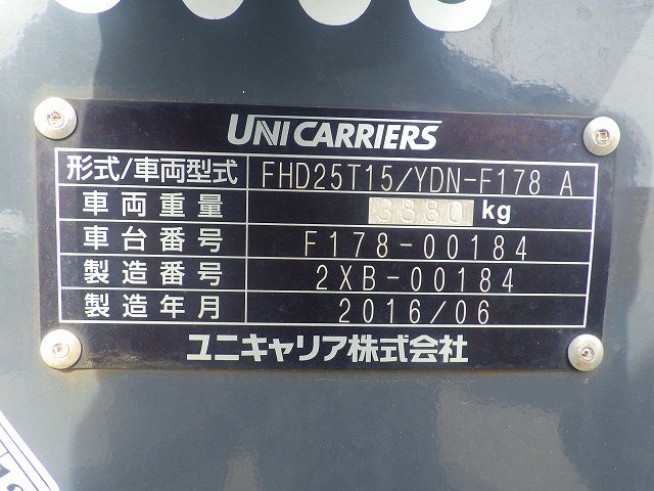 UNICARRIERS
形式/車両型式 FHD25T15/YDN-F178 A
車両重量 3880 kg
車台番号 F178-00184
製造番号 2XB-00184
製造年月 2016/06
ユニキャリア株式会社